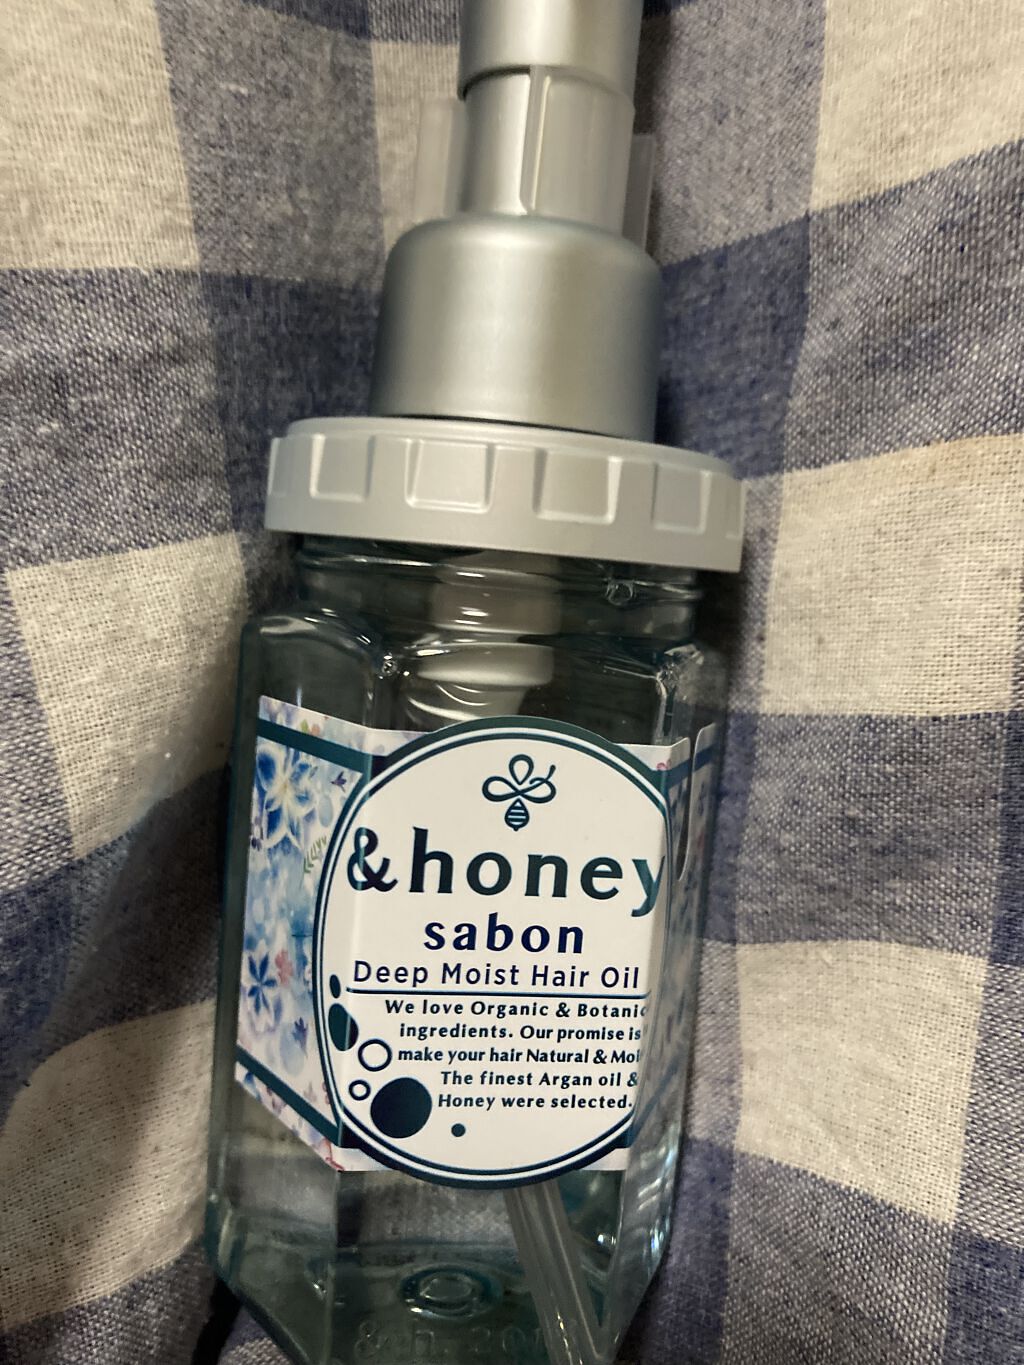 &honey
sabon
Deep Moist Hair Oil
We love Organic & Botanic
ingredients. Our promise is
make your hair Natural & Moi
The finest Argan oil &
Honey were selected.